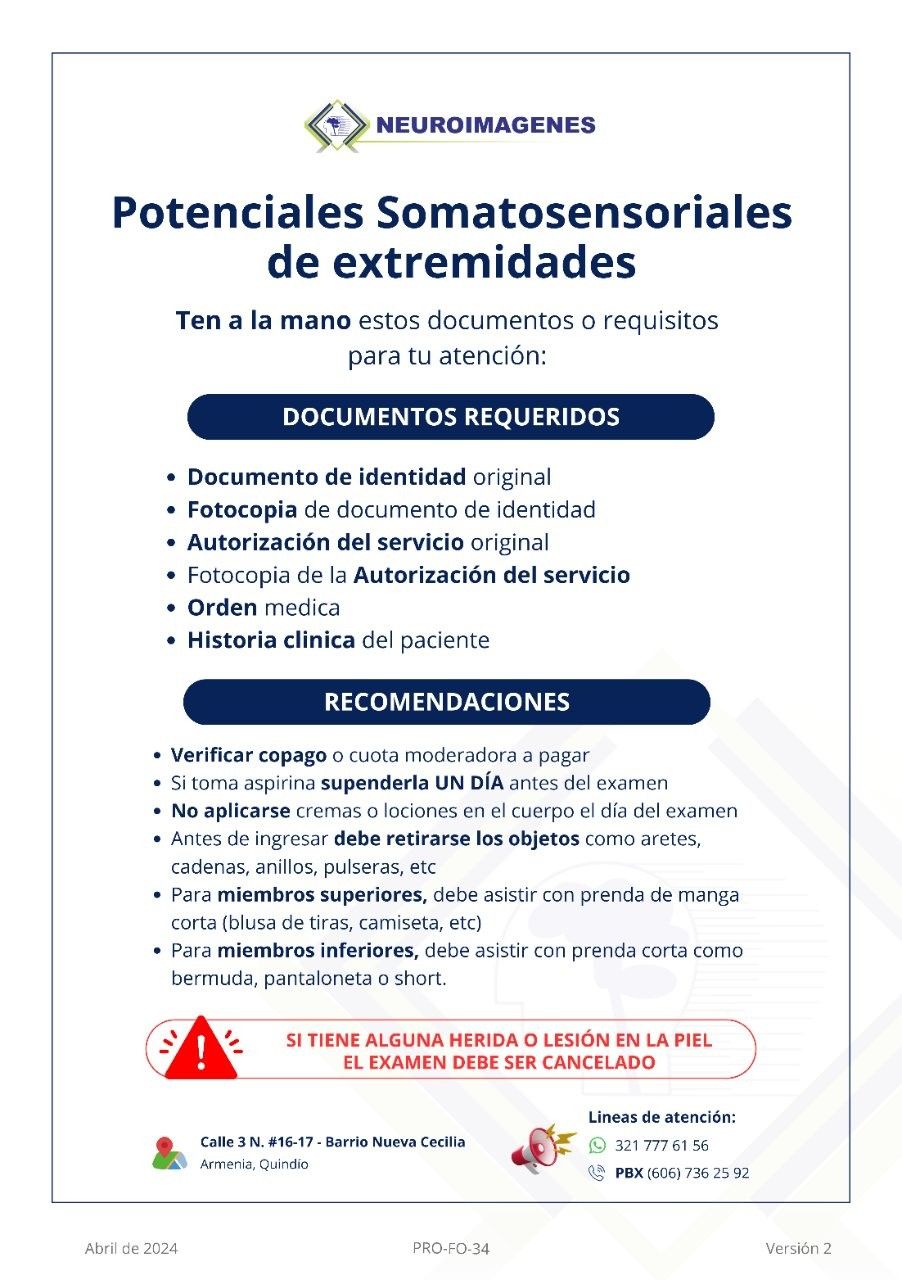 NEUROIMAGENES
Potenciales Somatosensoriales
de extremidades
Ten a la mano estos documentos o requisitos
para tu atención:
DOCUMENTOS REQUERIDOS
• Documento de identidad original
• Fotocopia de documento de identidad
• Autorización del servicio original
• Fotocopia de la Autorización del servicio
• Orden medica
• Historia clinica del paciente
RECOMENDACIONES
• Verificar copago o cuota moderadora a pagar
• Si toma aspirina supenderla UN DÍA antes del examen
• No aplicarse cremas o lociones en el cuerpo el día del examen
• Antes de ingresar debe retirarse los objetos como aretes,
cadenas, anillos, pulseras, etc
• Para miembros superiores, debe asistir con prenda de manga
corta (blusa de tiras, camiseta, etc)
• Para miembros inferiores, debe asistir con prenda corta como
bermuda, pantaloneta o short.
SI TIENE ALGUNA HERIDA O LESIÓN EN LA PIEL
EL EXAMEN DEBE SER CANCELADO
Calle 3 N. #16-17 - Barrio Nueva Cecilia
Armenia, Quindío
Lineas de atención:
321 777 61 56
PBX (606) 736 25 92
Abril de 2024
PRO-FO-34
Versión 2